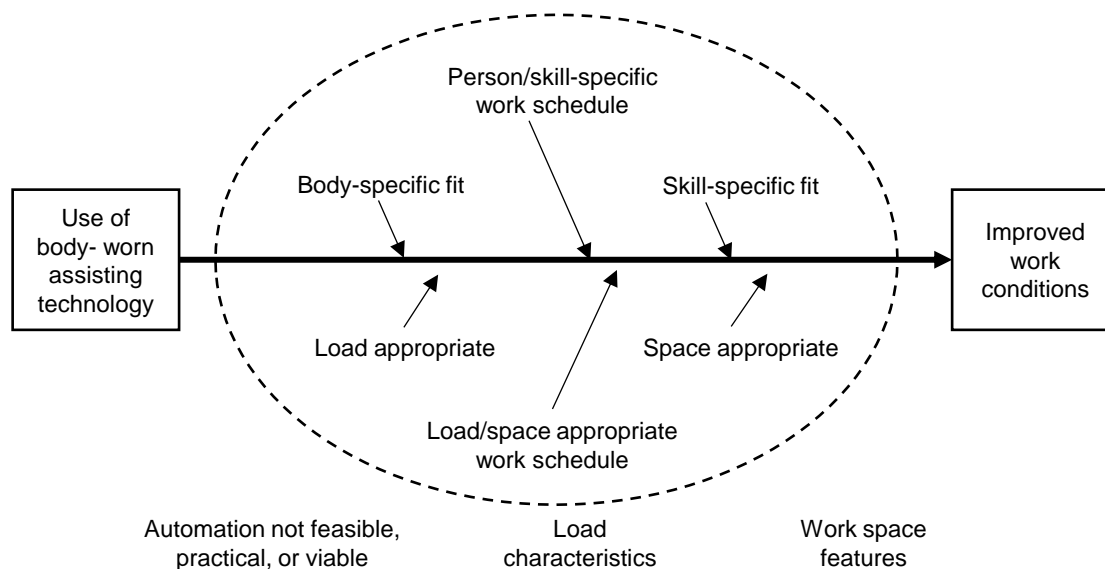 Person/skill-specific
work schedule
Body-specific fit
Skill-specific fit
Use of
body- worn
assisting
technology
Improved
work
conditions
Load appropriate
Space appropriate
Load/space appropriate
work schedule
Automation not feasible,
practical, or viable
Load
characteristics
Work space
features